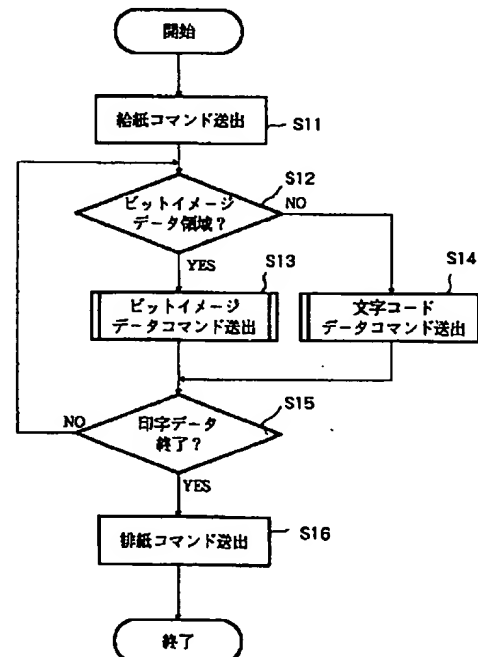 開始
給紙コマンド送出
S11
S12
ビットイメージ
データ領域?
NO
YES
S13
S14
ビットイメージ
データコマンド送出
文字コード
データコマンド送出
S15
NO
印字データ
終了?
YES
排紙コマンド送出
S16
終了